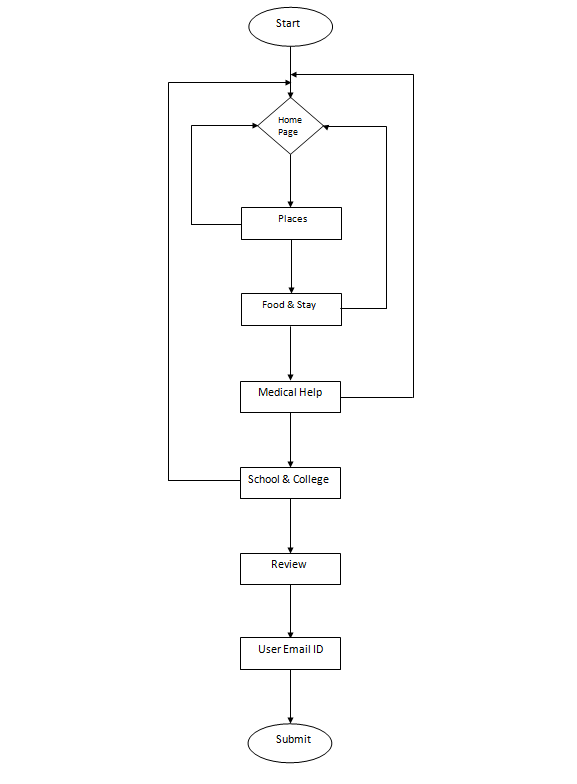 Start
Home
Page
Places
Food & Stay
Medical Help
School & College
Review
User Email ID
Submit